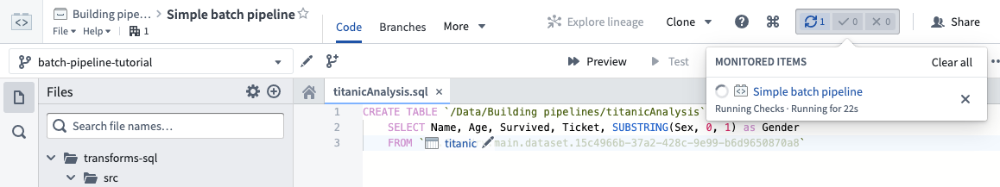 Building pipe... > Simple batch pipeline
File Help 1
Code Branches More
Explore lineage Clone 1 0 0 Share
batch-pipeline-tutorial
Preview Test
MONITORED ITEMS Clear all
Simple batch pipeline
Running Checks · Running for 22s
Files
Search file names...
transforms-sql
src
titanicAnalysis.sql
1 CREATE TABLE `/Data/Building pipelines/titanicAnalysis`
2 SELECT Name, Age, Survived, Ticket, SUBSTRING(Sex, 0, 1) as Gender
3 FROM `titanic main.dataset.15c4966b-37a2-428c-9e99-b6d9650870a8`